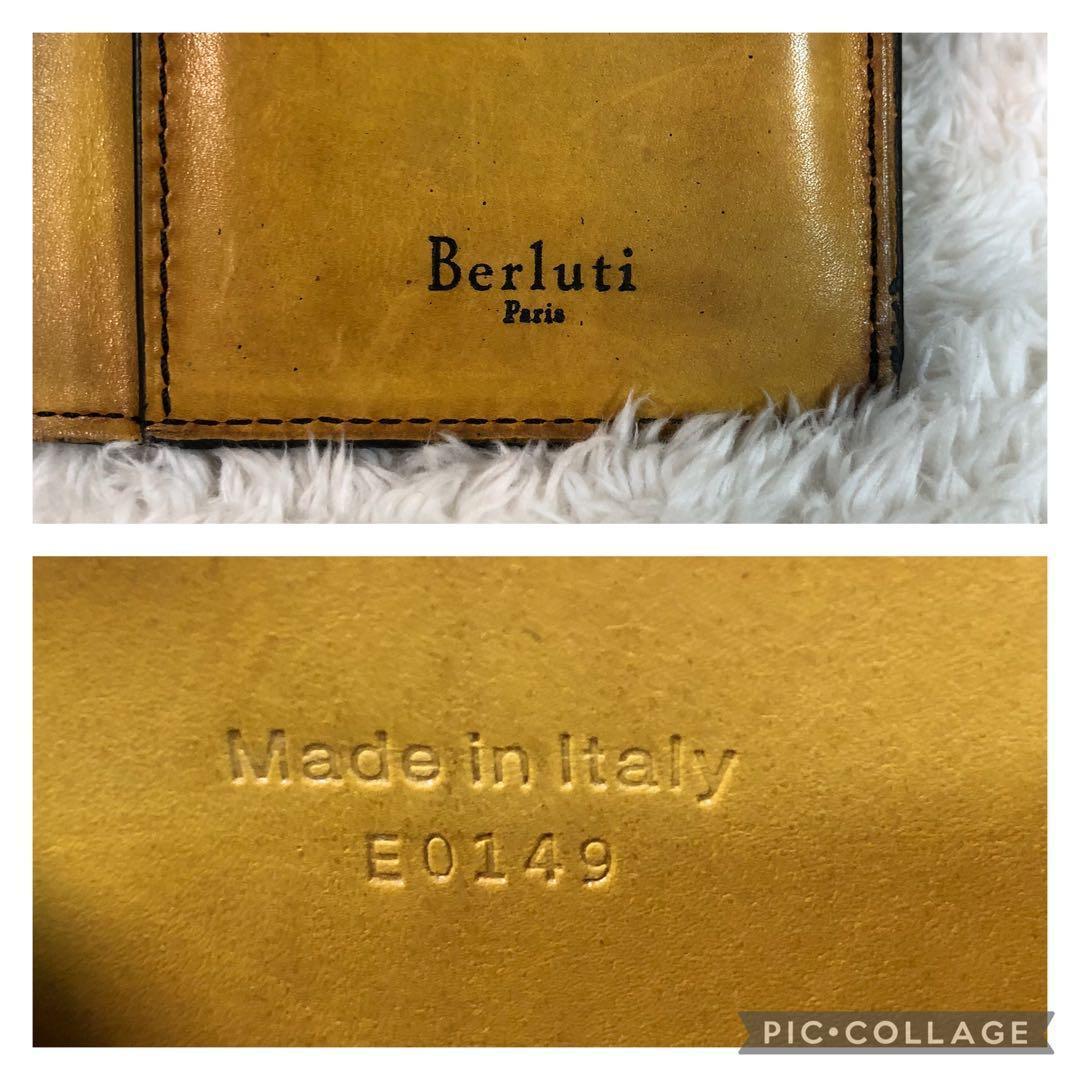 Berluti
Paris
Made in Italy
E0149
PIC•COLLAGE